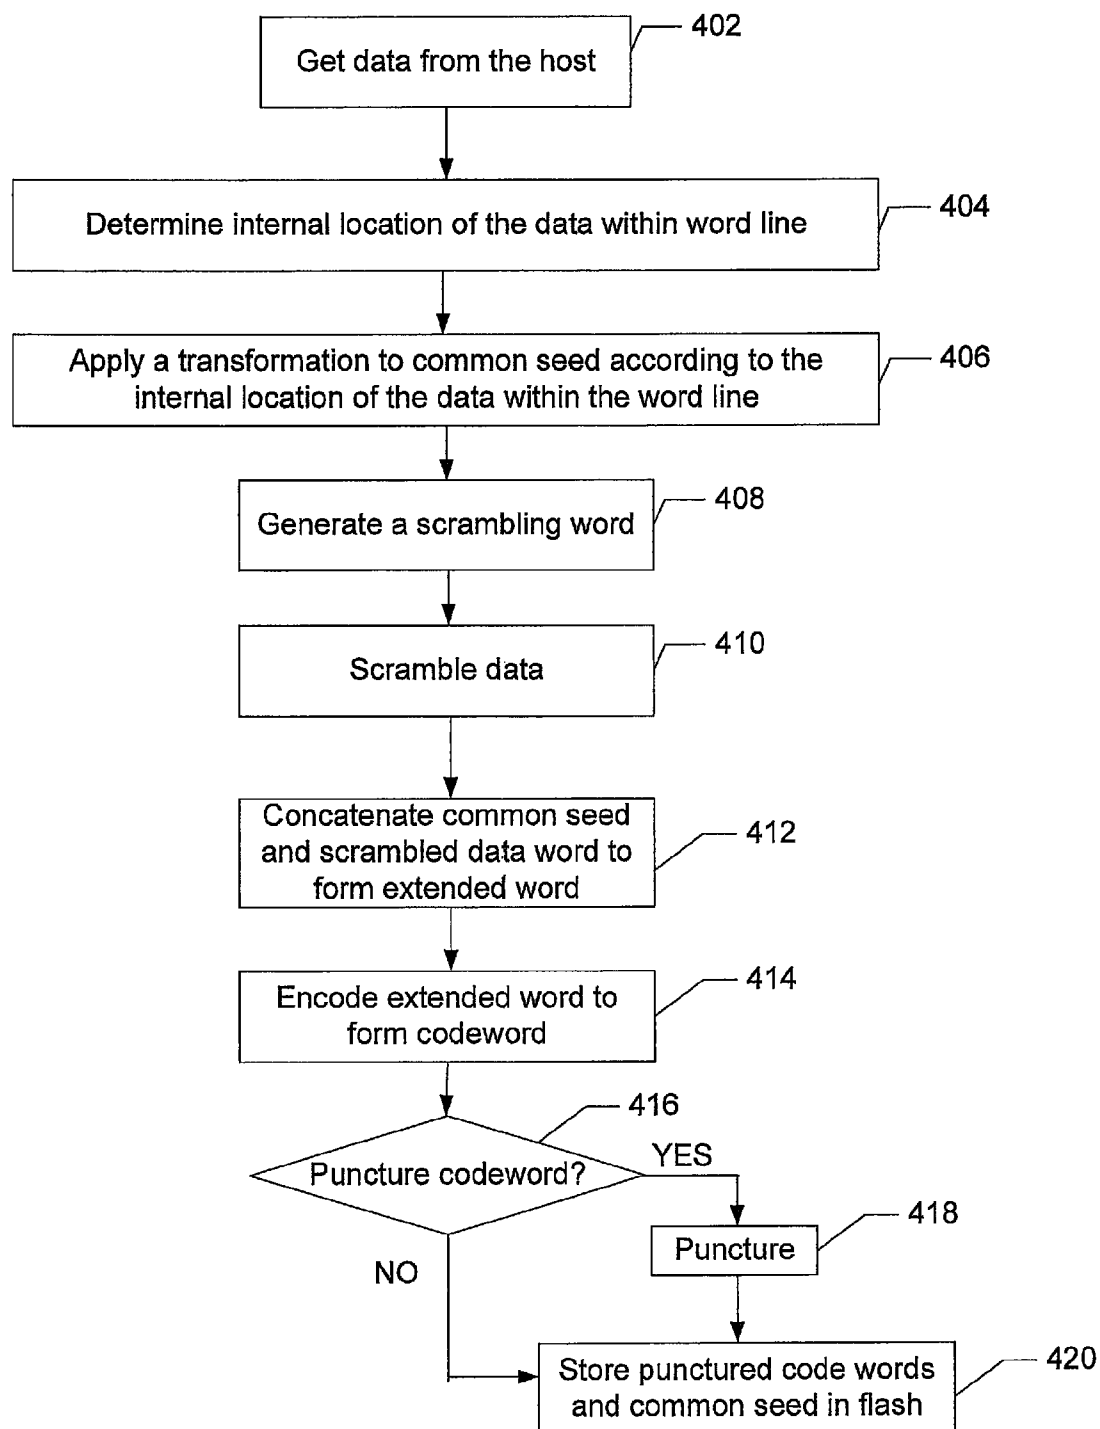 402
Get data from the host
404
Determine internal location of the data within word line
406
Apply a transformation to common seed according to the
internal location of the data within the word line
408
Generate a scrambling word
410
Scramble data
412
Concatenate common seed
and scrambled data word to
form extended word
414
Encode extended word to
form codeword
416
Puncture codeword?
YES
418
Puncture
NO
420
Store punctured code words
and common seed in flash